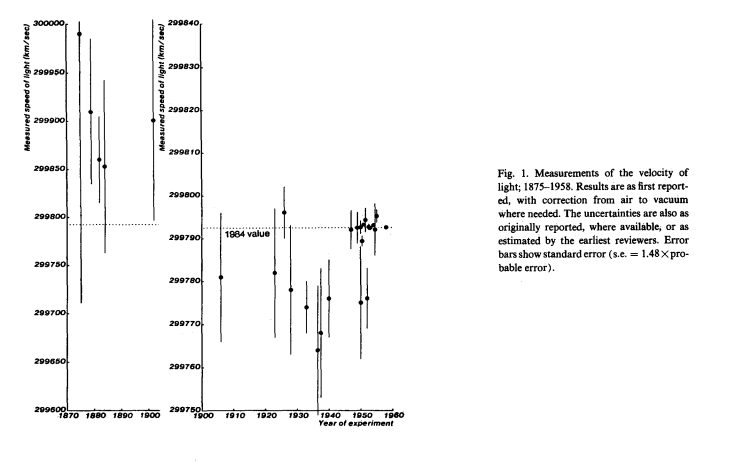 Measured speed of light (km/sec)
300000
299950
299900
299850
299800
299750
299700
299650
299600
1870 1880 1890 1900
Measured speed of light (km/sec)
299840
299830
299820
299810
299800
299790
299780
299770
299760
299750
1984 value
1900 1910 1920 1930 1940 1950 1960
Year of experiment
Fig. 1. Measurements of the velocity of
light; 1875–1958. Results are as first report-
ed, with correction from air to vacuum
where needed. The uncertainties are also as
originally reported, where available, or as
estimated by the earliest reviewers. Error
bars show standard error (s.e. = 1.48 × pro-
bable error).